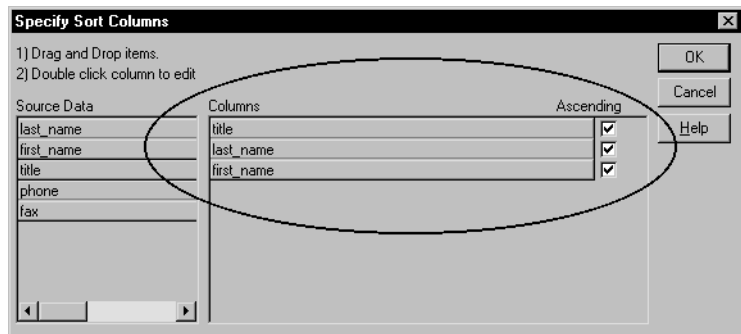 Specify Sort Columns
1) Drag and Drop items.
2) Double click column to edit
Source Data
last_name
first_name
title
phone
fax
Columns Ascending
title
last_name
first_name
OK
Cancel
Help